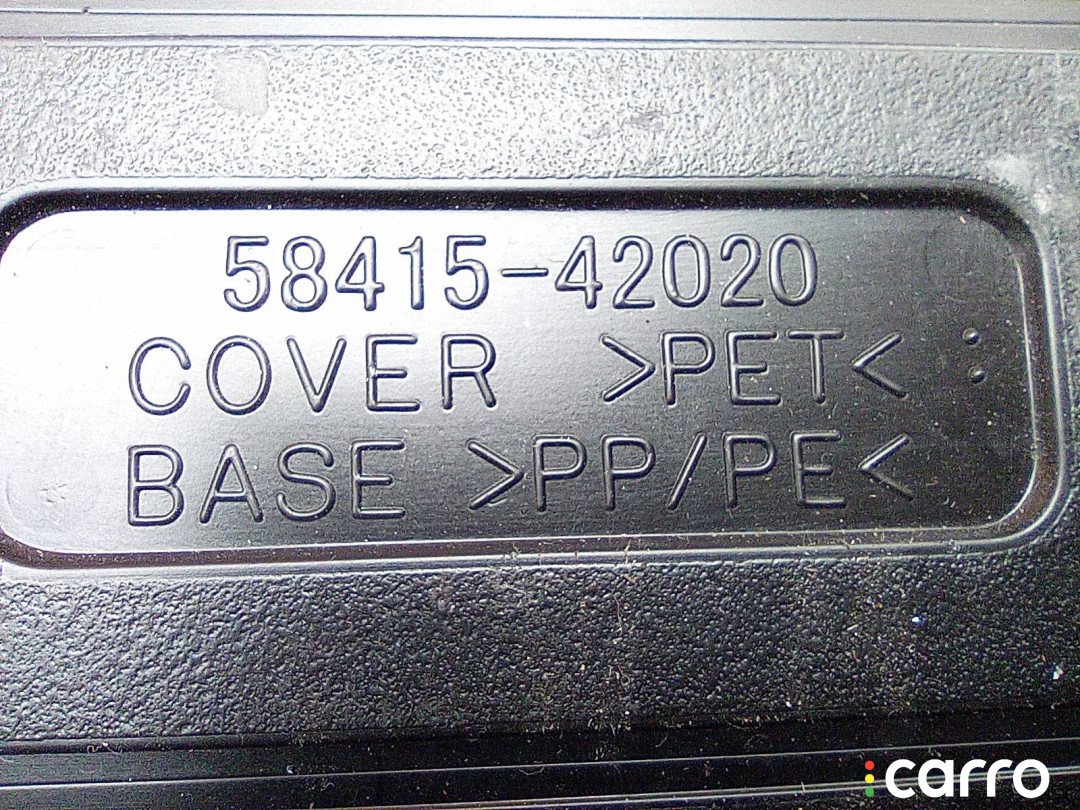 58415-42020
COVER >PET<
BASE >PP/PE<
carro